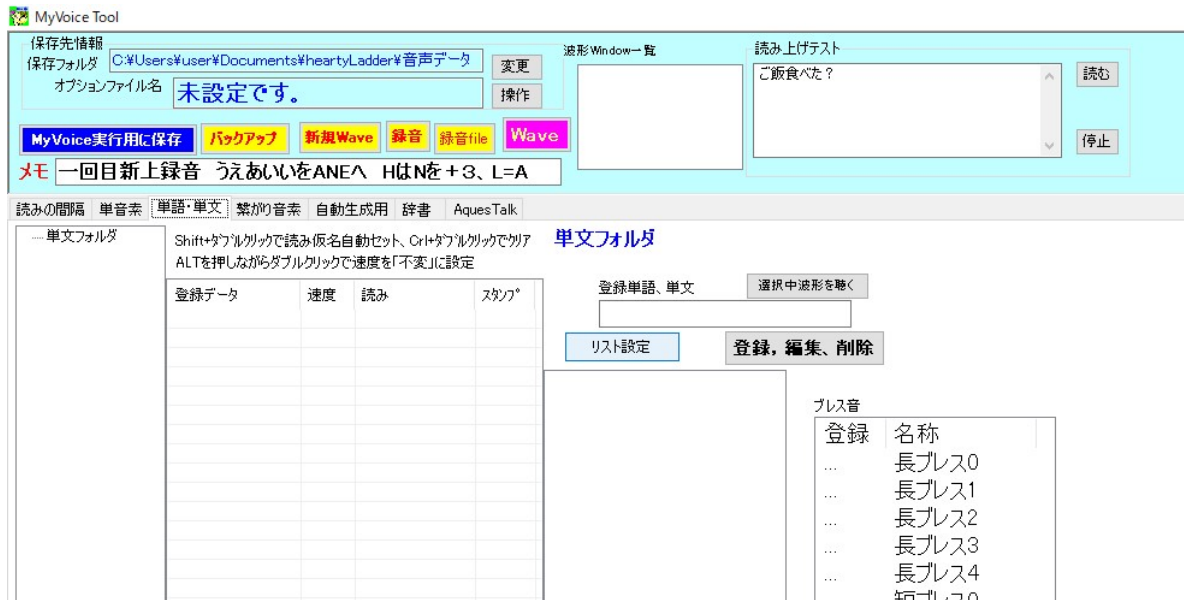 MyVoice Tool
保存先情報
保存フォルダ C:¥Users¥user¥Documents¥heartyLadder¥音声データ 変更
オプションファイル名 未設定です。 操作
MyVoice実行用に保存 バックアップ 新規Wave 録音 録音file Wave
メモ 一回目新上録音 うえあいいをANEへ HはNを+3、L=A
波形Window一覧
読み上げテスト
ご飯食べた?
読む
停止
読みの間隔 単音素 単語・単文 繋がり音素 自動生成用 辞書 AquesTalk
単文フォルダ
Shift+ダブルクリックで読み仮名自動セット、Crl+ダブルクリックでクリア
ALTを押しながらダブルクリックで速度を「不変」に設定
登録データ 速度 読み スタンプ
単文フォルダ
登録単語、単文 選択中波形を聴く
リスト設定 登録,編集、削除
ブレス音
登録 名称
... 長ブレス0
... 長ブレス1
... 長ブレス2
... 長ブレス3
... 長ブレス4
短ブレス0